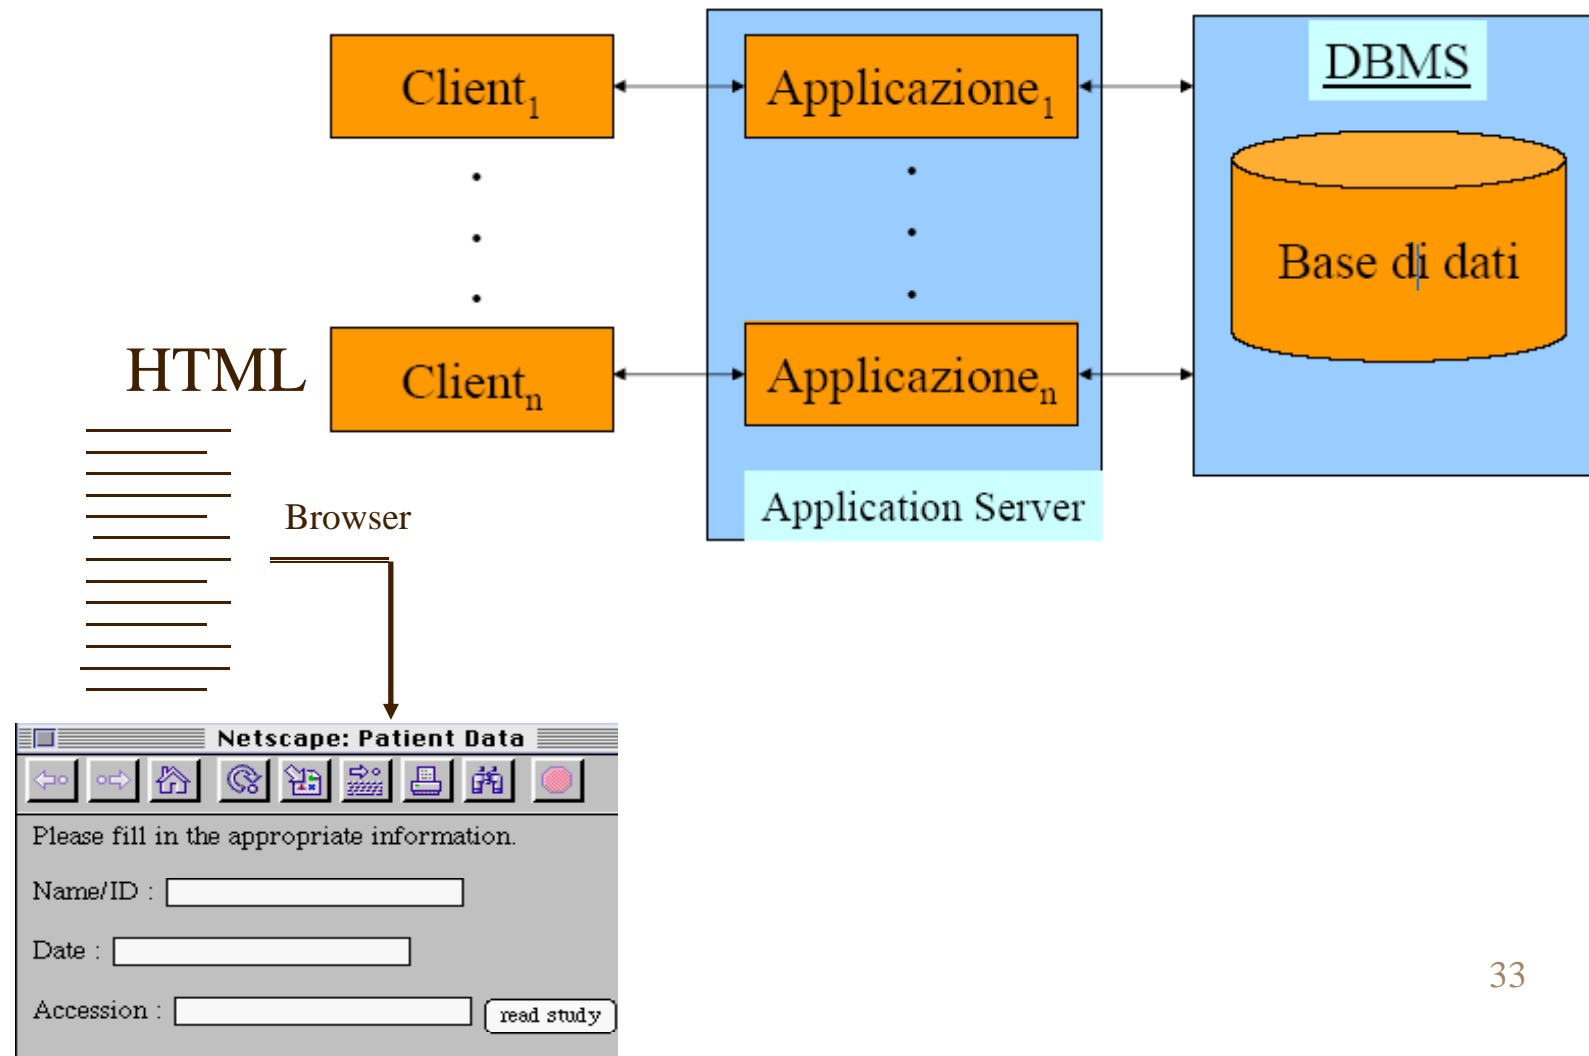 Client1
Applicazione1
DBMS
Base di dati
HTML
Clientn
Applicazionen
Application Server
Browser
Netscape: Patient Data
Please fill in the appropriate information.
Name/ID :
Date :
Accession :
read study
33